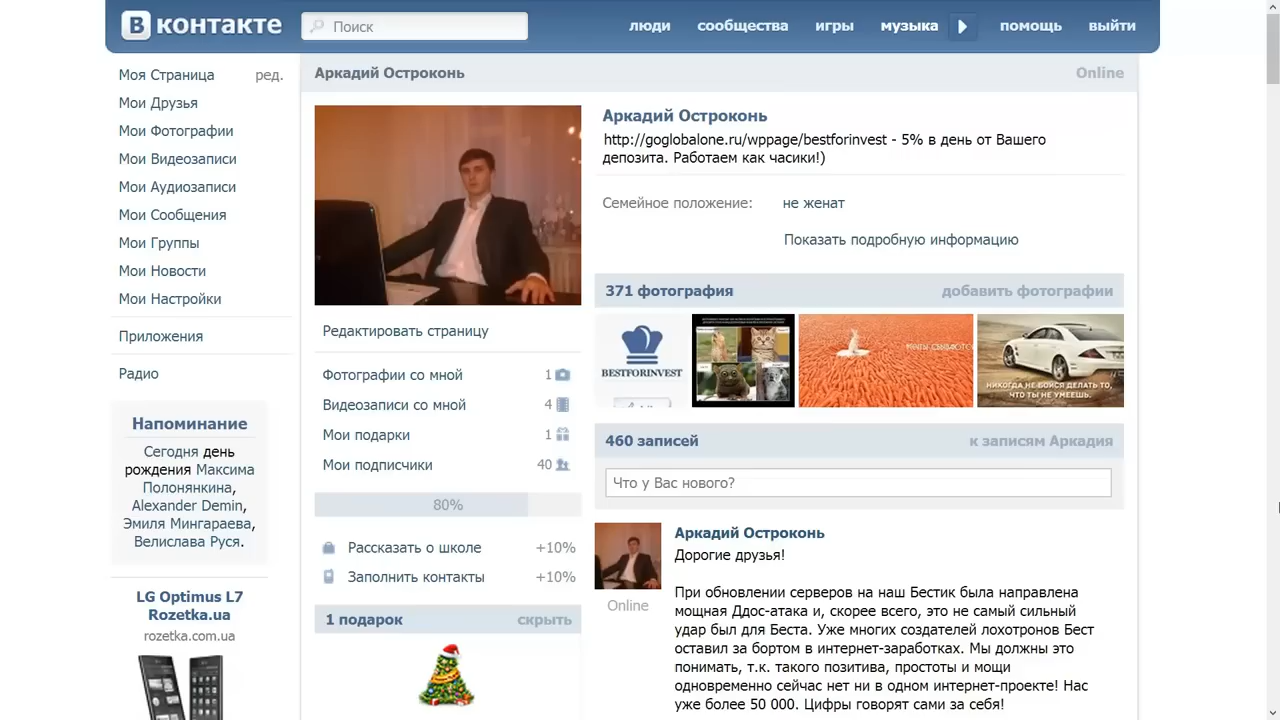 В контакте
Поиск
люди сообщества игры музыка помощь выйти
Моя Страница ред.
Мои Друзья
Мои Фотографии
Мои Видеозаписи
Мои Аудиозаписи
Мои Сообщения
Мои Группы
Мои Новости
Мои Настройки
Приложения
Радио
Напоминание
Сегодня день
рождения Максима
Полонянкина,
Alexander Demin,
Эмиля Мингараева,
Велислава Руся.
LG Optimus L7
Rozetka.ua
rozetka.com.ua
Аркадий Остроконь Online
Редактировать страницу
Фотографии со мной 1
Видеозаписи со мной 4
Мои подарки 1
Мои подписчики 40
80%
Рассказать о школе +10%
Заполнить контакты +10%
1 подарок скрыть
Аркадий Остроконь
http://goglobalone.ru/wppage/bestforinvest - 5% в день от Вашего
депозита. Работаем как часики!)
Семейное положение: не женат
Показать подробную информацию
371 фотография добавить фотографии
BESTFORINVEST
НИКОГДА НЕ БОЙСЯ ДЕЛАТЬ ТО,
ЧТО ТЫ НЕ УМЕЕШЬ.
460 записей к записям Аркадия
Что у Вас нового?
Аркадий Остроконь
Дорогие друзья!
Online
При обновлении серверов на наш Бестик была направлена
мощная Ддос-атака и, скорее всего, это не самый сильный
удар был для Беста. Уже многих создателей лохотронов Бест
оставил за бортом в интернет-заработках. Мы должны это
понимать, т.к. такого позитива, простоты и мощи
одновременно сейчас нет ни в одном интернет-проекте! Нас
уже более 50 000. Цифры говорят сами за себя!